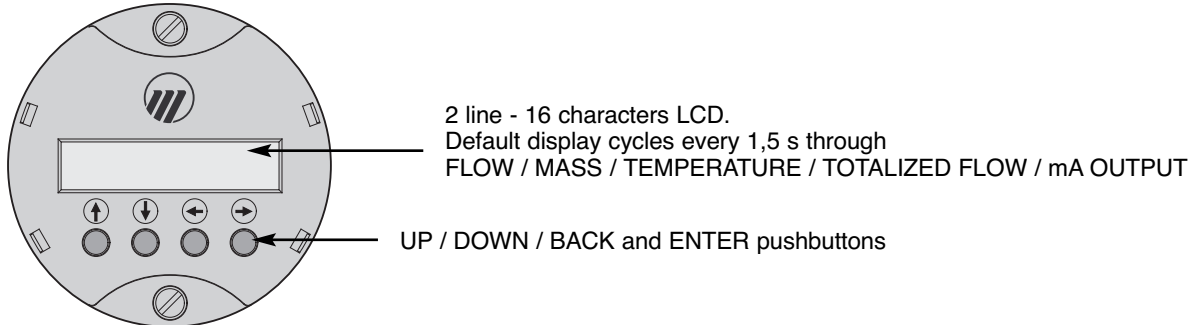 2 line - 16 characters LCD.
Default display cycles every 1,5 s through
FLOW / MASS / TEMPERATURE / TOTALIZED FLOW / mA OUTPUT
UP / DOWN / BACK and ENTER pushbuttons